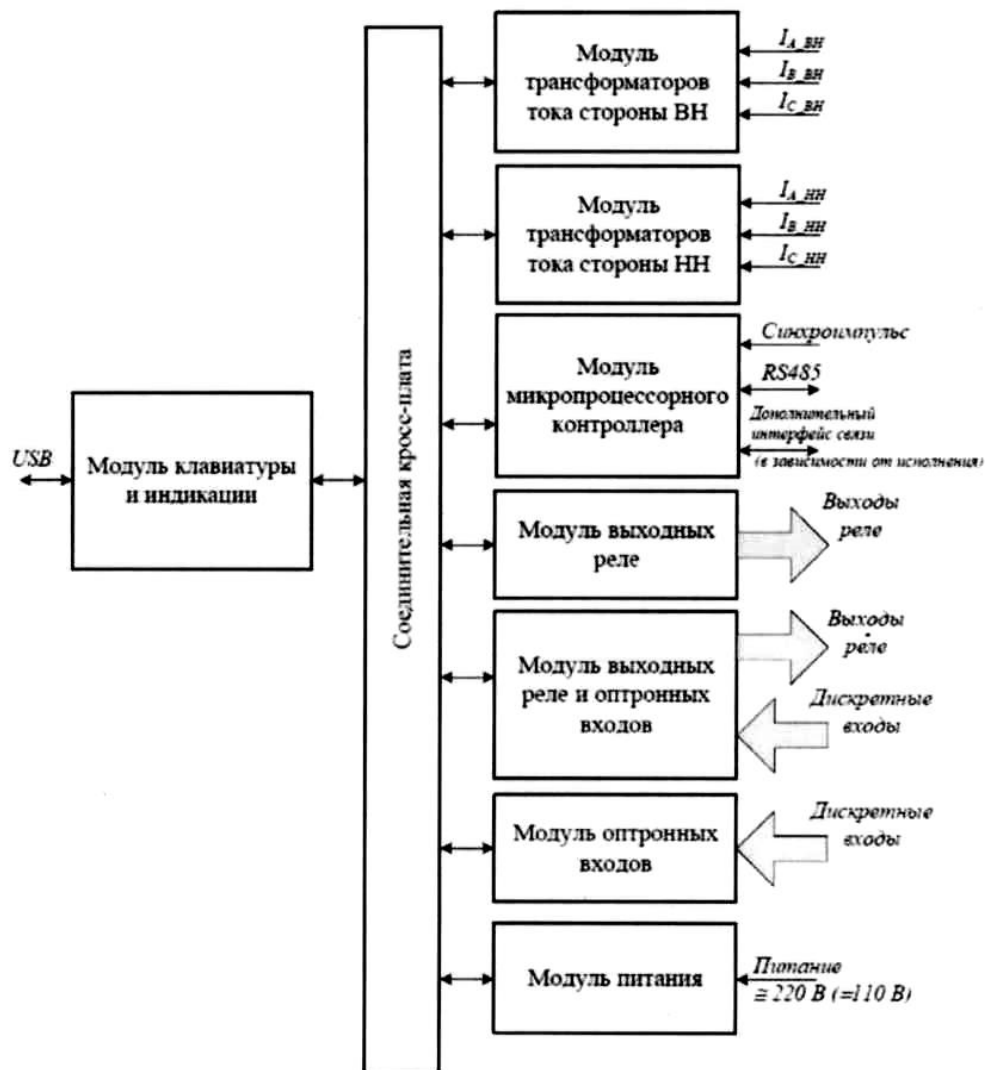 USB
Модуль клавиатуры
и индикации
Соединительная кросс-плата
Модуль
трансформаторов
тока стороны ВН
I_A_ВН
I_B_ВН
I_C_ВН
Модуль
трансформаторов
тока стороны НН
I_A_НН
I_B_НН
I_C_НН
Модуль
микропроцессорного
контроллера
Синхроимпульс
RS485
Дополнительный
интерфейс связи
(в зависимости от исполнения)
Модуль выходных
реле
Выходы
реле
Модуль выходных
реле и оптронных
входов
Выходы
реле
Дискретные
входы
Модуль оптронных
входов
Дискретные
входы
Модуль питания
Питание
≅220 В (=110 В)